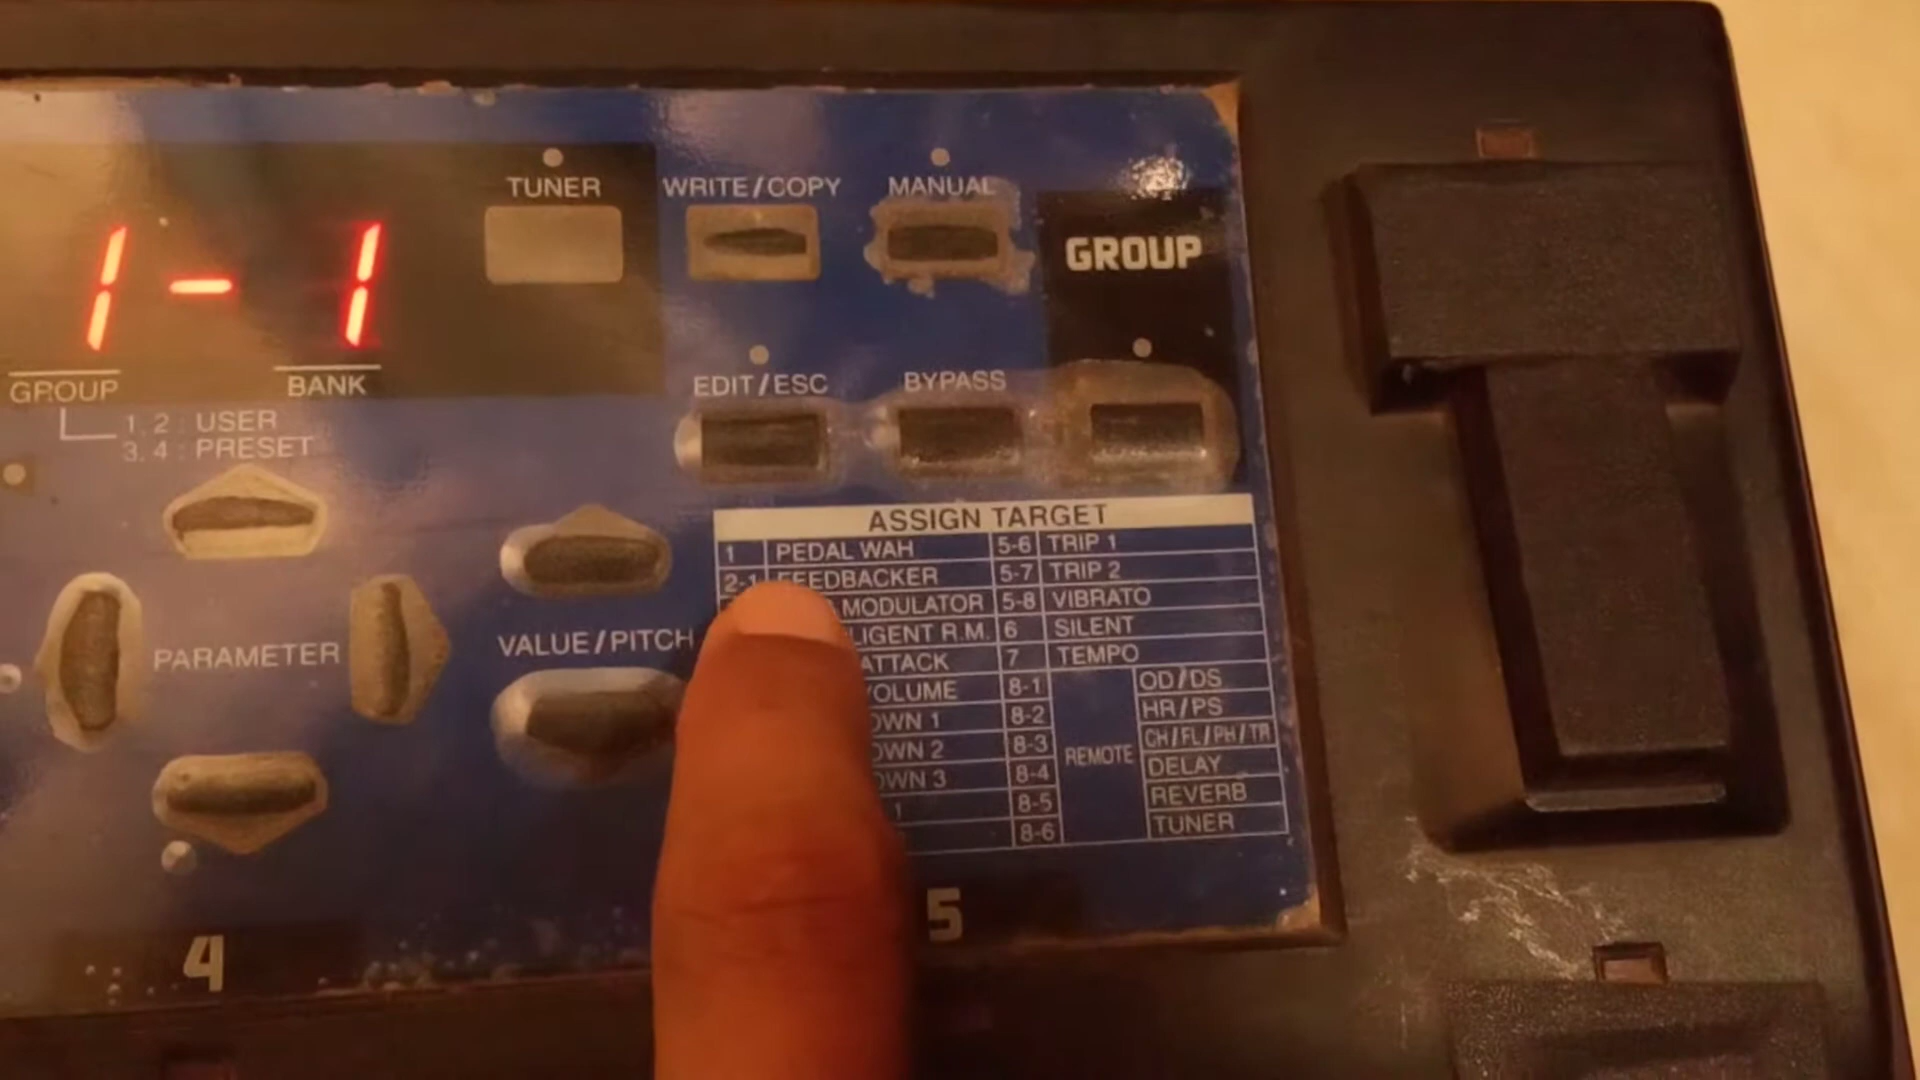 TUNER
WRITE/COPY
MANUAL
1-1
GROUP
GROUP
BANK
EDIT/ESC
BYPASS
1, 2 : USER
3, 4 : PRESET
ASSIGN TARGET
1 PEDAL WAH 5-6 TRIP 1
2-1 FEEDBACKER 5-7 TRIP 2
MODULATOR 5-8 VIBRATO
R.M. 6 SILENT
VALUE/PITCH
PARAMETER
ATTACK 7 TEMPO
8-1 OD/DS
8-2 HR/PS
8-3 REMOTE CH/FL/PH/TR
8-4 DELAY
8-5 REVERB
8-6 TUNER
4
5